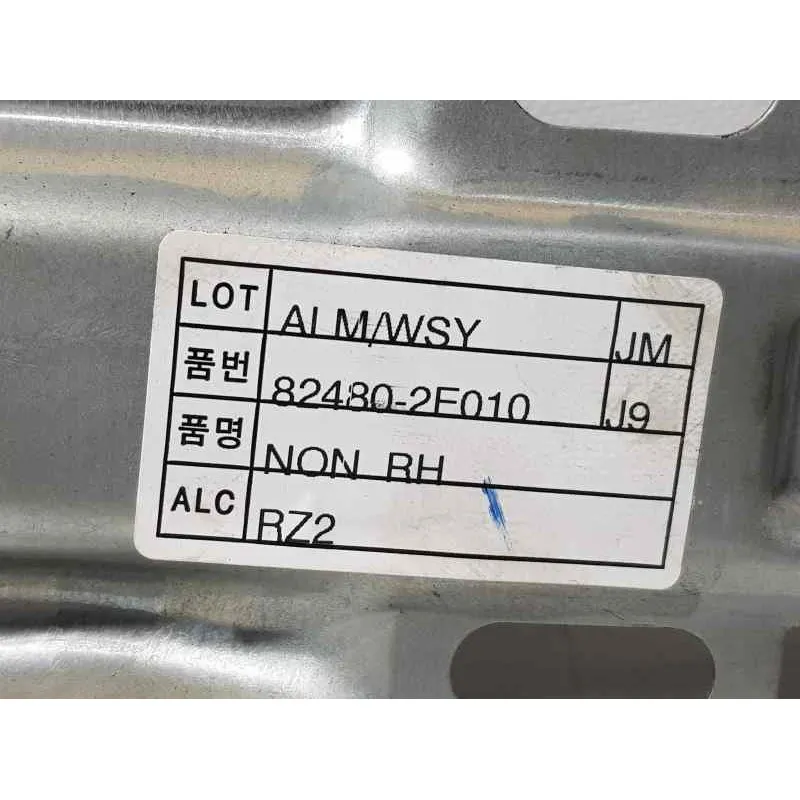 LOT ALM/WSY JM
품번 82480-2E010 J9
품명 NON RH
ALC RZ2